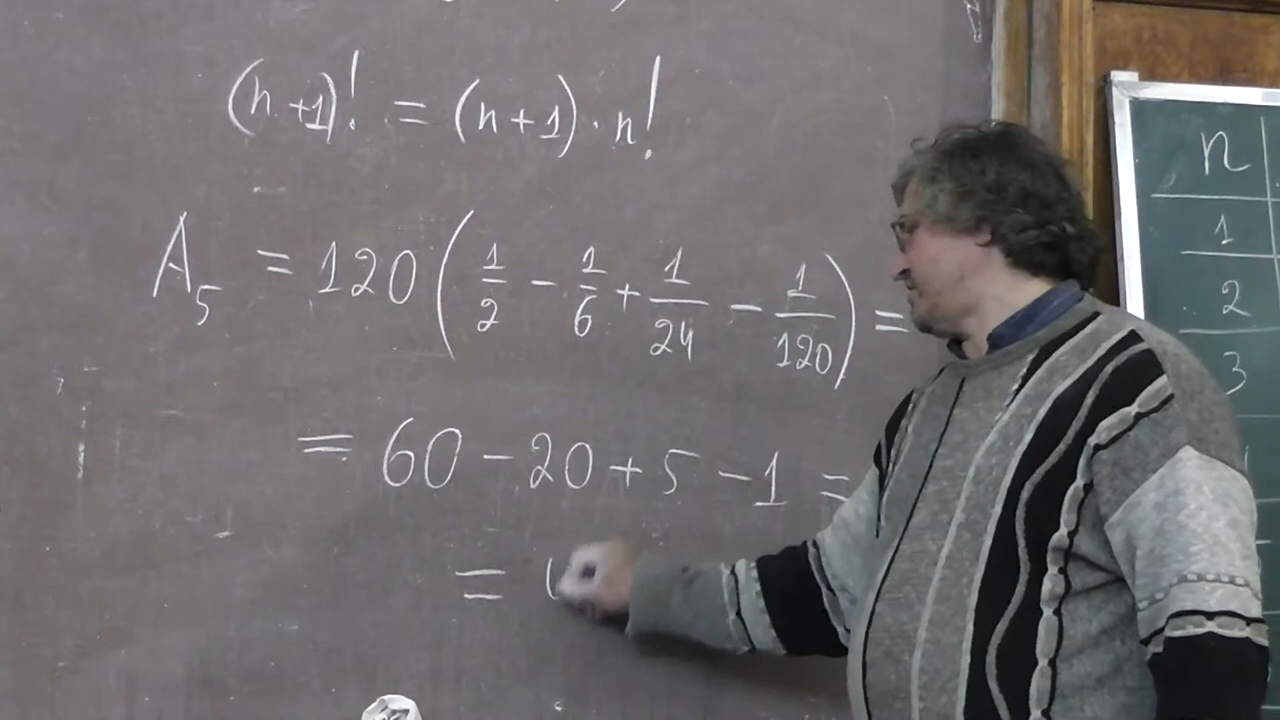 (n+1)! = (n+1) · n!
A₅ = 120 (1/2 − 1/6 + 1/24 − 1/120) =
= 60 − 20 + 5 − 1 =
=
n
1
2
3